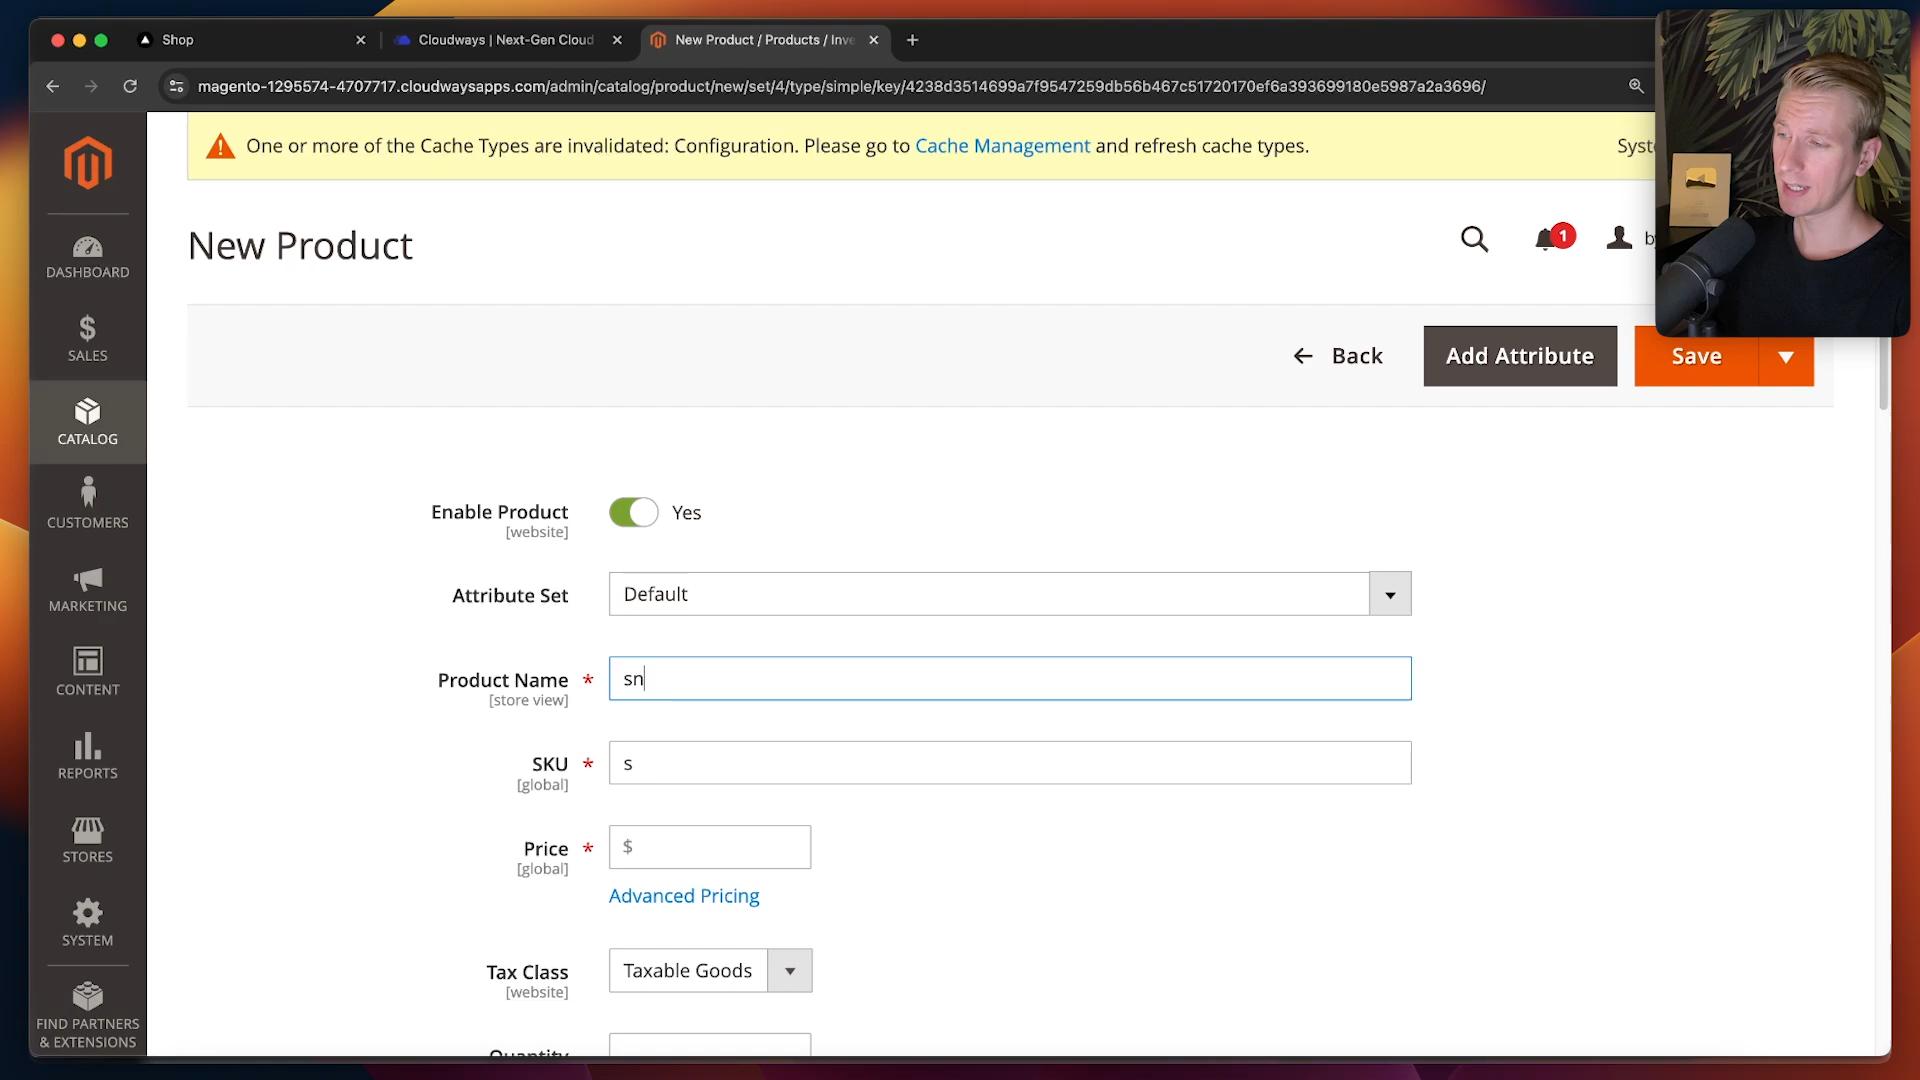 Shop
Cloudways | Next-Gen Cloud
New Product / Products / Inve
magento-1295574-4707717.cloudwaysapps.com/admin/catalog/product/new/set/4/type/simple/key/4238d3514699a7f9547259db56b467c51720170ef6a393699180e5987a2a3696/
One or more of the Cache Types are invalidated: Configuration. Please go to Cache Management and refresh cache types.
Syste
New Product
1
Back
Add Attribute
Save
DASHBOARD
SALES
CATALOG
CUSTOMERS
MARKETING
CONTENT
REPORTS
STORES
SYSTEM
FIND PARTNERS
& EXTENSIONS
Enable Product
[website]
Yes
Attribute Set
Default
Product Name *
[store view]
sn
SKU *
[global]
s
Price *
[global]
$
Advanced Pricing
Tax Class
[website]
Taxable Goods
Quantity